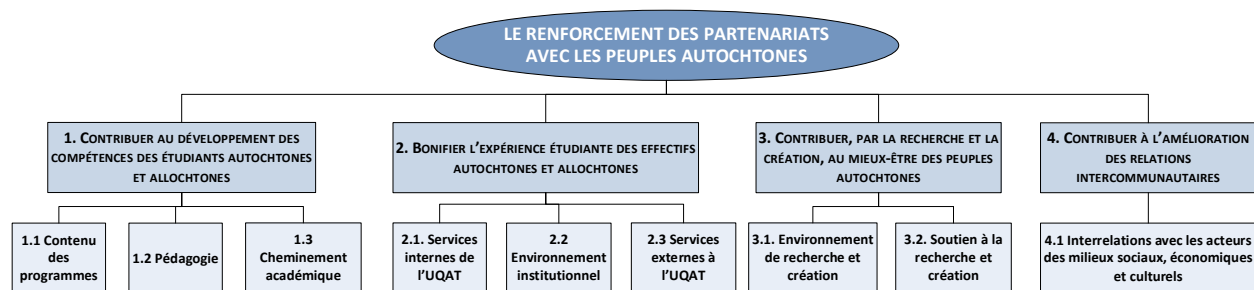 LE RENFORCEMENT DES PARTENARIATS
AVEC LES PEUPLES AUTOCHTONES
1. CONTRIBUER AU DÉVELOPPEMENT DES
COMPÉTENCES DES ÉTUDIANTS AUTOCHTONES
ET ALLOCHTONES
2. BONIFIER L’EXPÉRIENCE ÉTUDIANTE DES EFFECTIFS
AUTOCHTONES ET ALLOCHTONES
3. CONTRIBUER, PAR LA RECHERCHE ET LA
CRÉATION, AU MIEUX-ÊTRE DES PEUPLES
AUTOCHTONES
4. CONTRIBUER À L’AMÉLIORATION
DES RELATIONS
INTERCOMMUNAUTAIRES
1.1 Contenu
des
programmes
1.2 Pédagogie
1.3
Cheminement
académique
2.1. Services
internes de
l’UQAT
2.2
Environnement
institutionnel
2.3 Services
externes à
l’UQAT
3.1. Environnement
de recherche et
création
3.2. Soutien à la
recherche et
création
4.1 Interrelations avec les acteurs
des milieux sociaux, économiques
et culturels